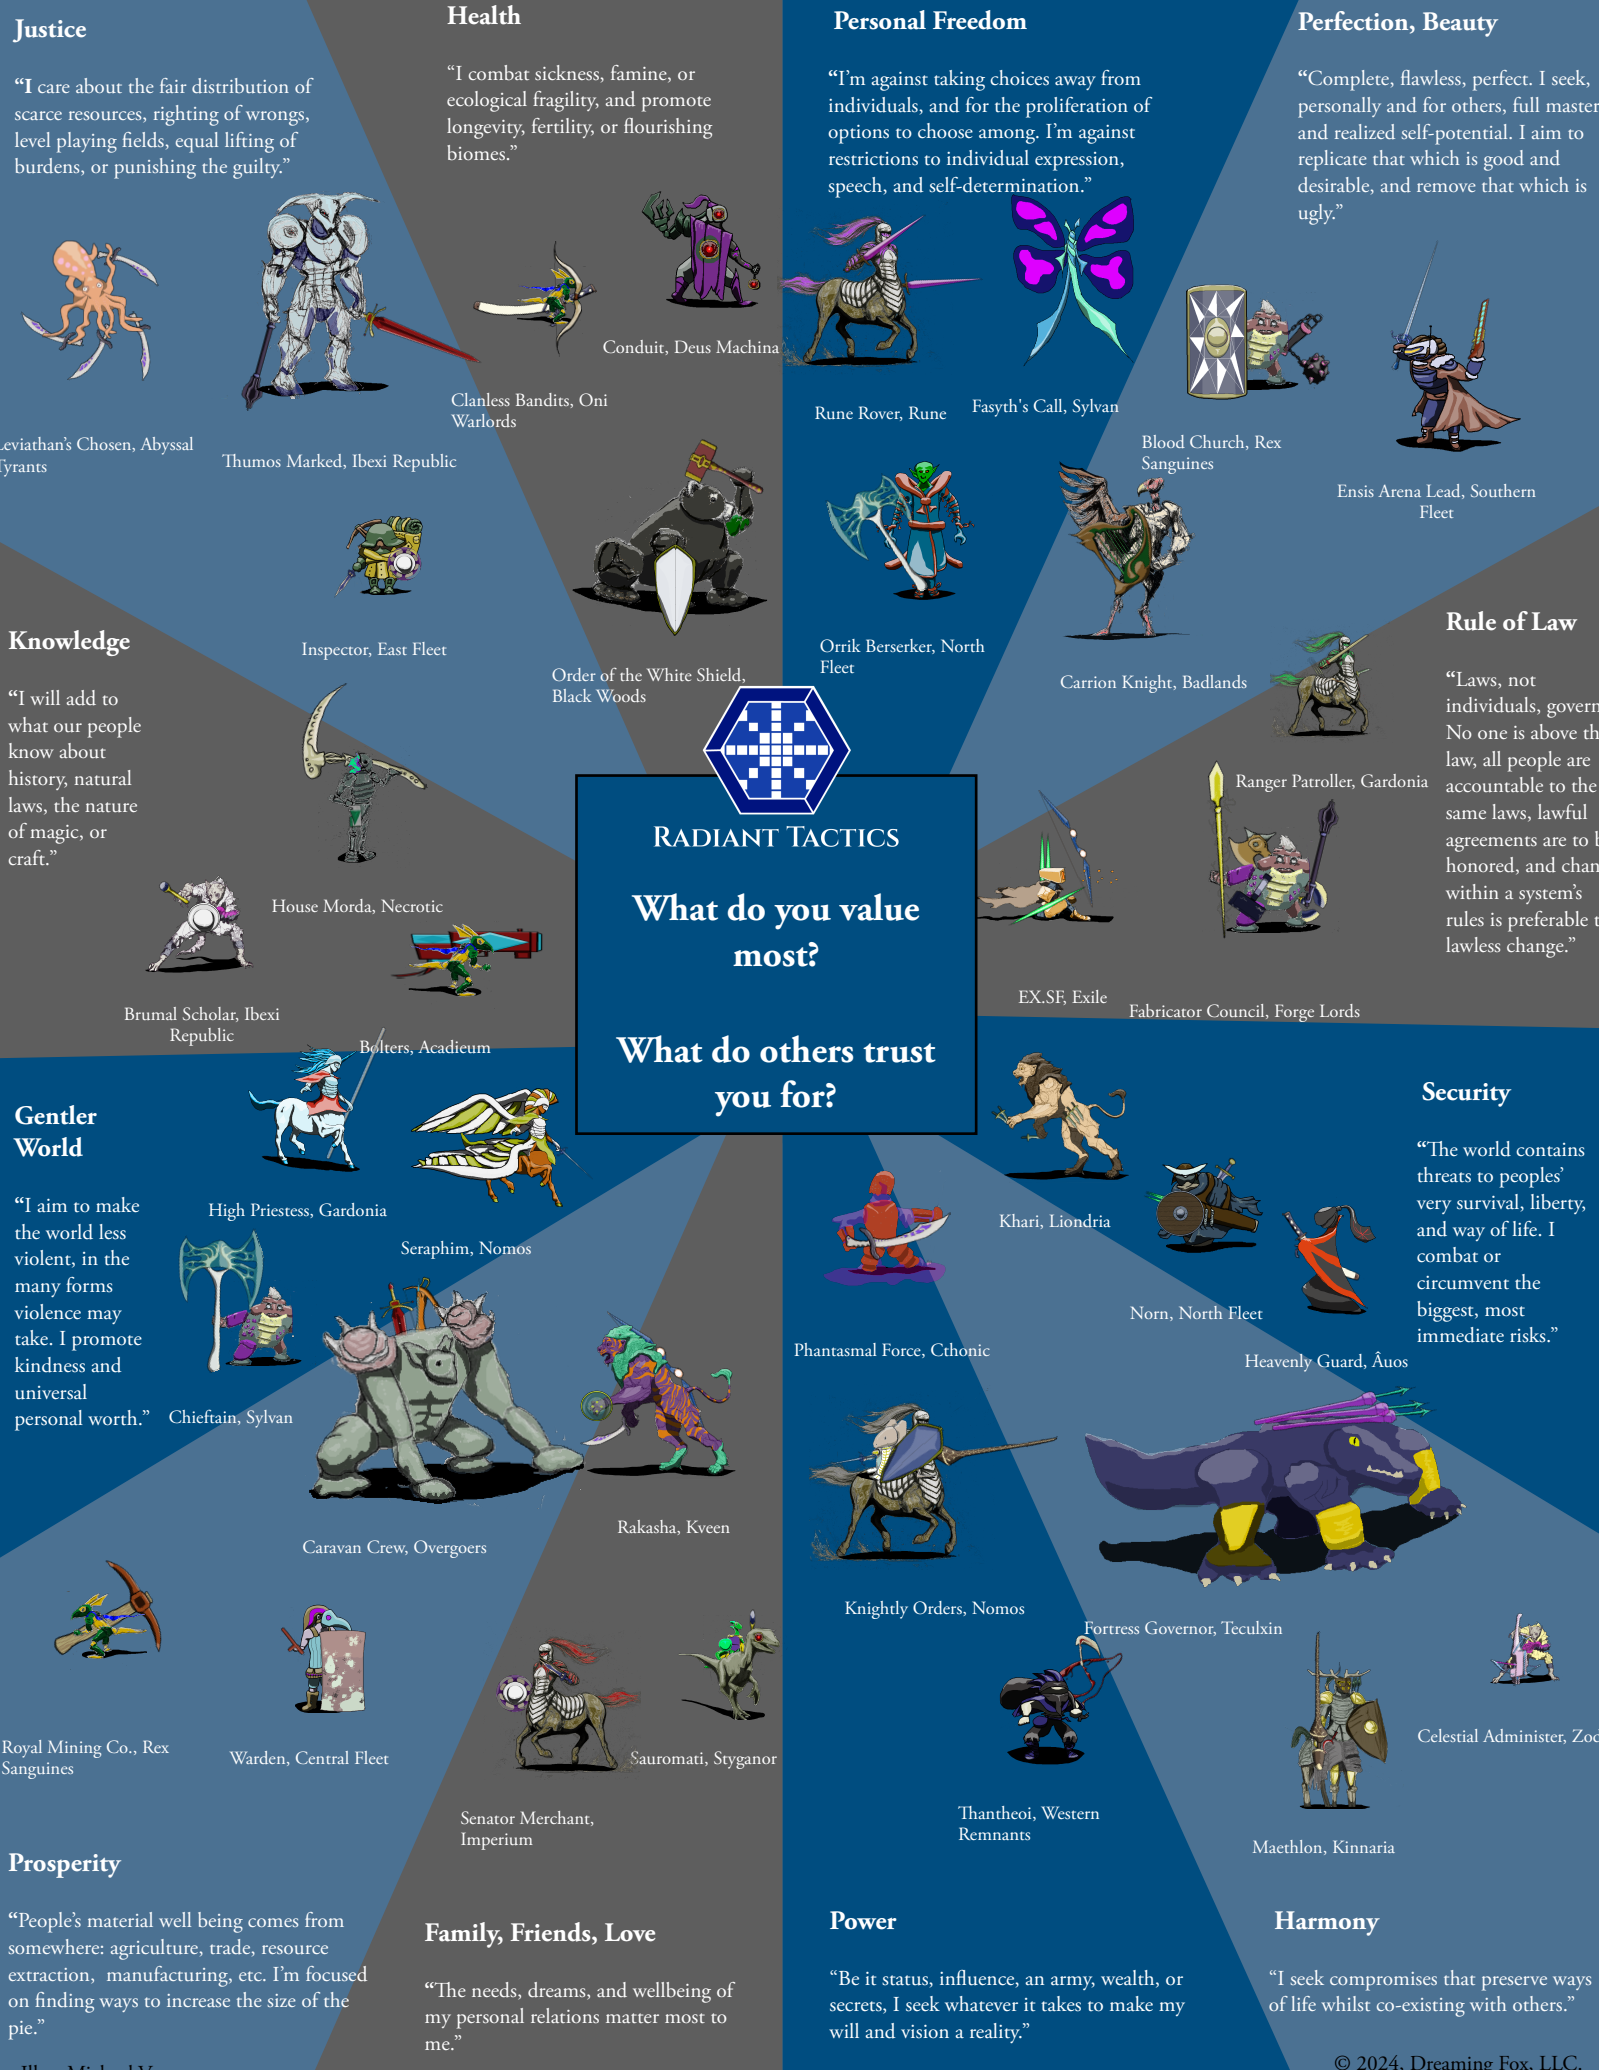 Justice
“I care about the fair distribution of
scarce resources, righting of wrongs,
level playing fields, equal lifting of
burdens, or punishing the guilty.”
Leviathan’s Chosen, Abyssal
Tyrants
Thumos Marked, Ibexi Republic
Inspector, East Fleet
Health
“I combat sickness, famine, or
ecological fragility, and promote
longevity, fertility, or flourishing
biomes.”
Conduit, Deus Machina
Clanless Bandits, Oni
Warlords
Order of the White Shield,
Black Woods
Personal Freedom
“I’m against taking choices away from
individuals, and for the proliferation of
options to choose among. I’m against
restrictions to individual expression,
speech, and self-determination.”
Rune Rover, Rune
Fasyth's Call, Sylvan
Orrik Berserker, North
Fleet
Perfection, Beauty
“Complete, flawless, perfect. I seek,
personally and for others, full master
and realized self-potential. I aim to
replicate that which is good and
desirable, and remove that which is
ugly.”
Blood Church, Rex
Sanguines
Ensis Arena Lead, Southern
Fleet
Carrion Knight, Badlands
Knowledge
“I will add to
what our people
know about
history, natural
laws, the nature
of magic, or
craft.”
House Morda, Necrotic
Brumal Scholar, Ibexi
Republic
Bolters, Acadieum
RADIANT TACTICS
What do you value
most?
What do others trust
you for?
Rule of Law
“Laws, not
individuals, govern
No one is above th
law, all people are
accountable to the
same laws, lawful
agreements are to b
honored, and chan
within a system’s
rules is preferable t
lawless change.”
Ranger Patroller, Gardonia
EX.SF, Exile
Fabricator Council, Forge Lords
Gentler
World
“I aim to make
the world less
violent, in the
many forms
violence may
take. I promote
kindness and
universal
personal worth.”
High Priestess, Gardonia
Seraphim, Nomos
Chieftain, Sylvan
Security
“The world contains
threats to peoples’
very survival, liberty,
and way of life. I
combat or
circumvent the
biggest, most
immediate risks.”
Khari, Liondria
Norn, North Fleet
Heavenly Guard, Âuos
Caravan Crew, Overgoers
Royal Mining Co., Rex
Sanguines
Warden, Central Fleet
Prosperity
“People’s material well being comes from
somewhere: agriculture, trade, resource
extraction, manufacturing, etc. I’m focused
on finding ways to increase the size of the
pie.”
Rakasha, Kveen
Sauromati, Styganor
Senator Merchant,
Imperium
Family, Friends, Love
“The needs, dreams, and wellbeing of
my personal relations matter most to
me.”
Phantasmal Force, Cthonic
Knightly Orders, Nomos
Thantheoi, Western
Remnants
Power
“Be it status, influence, an army, wealth, or
secrets, I seek whatever it takes to make my
will and vision a reality.”
Fortress Governor, Teculxin
Celestial Administer, Zod
Maethlon, Kinnaria
Harmony
“I seek compromises that preserve ways
of life whilst co-existing with others.”
© 2024, Dreaming Fox, LLC.